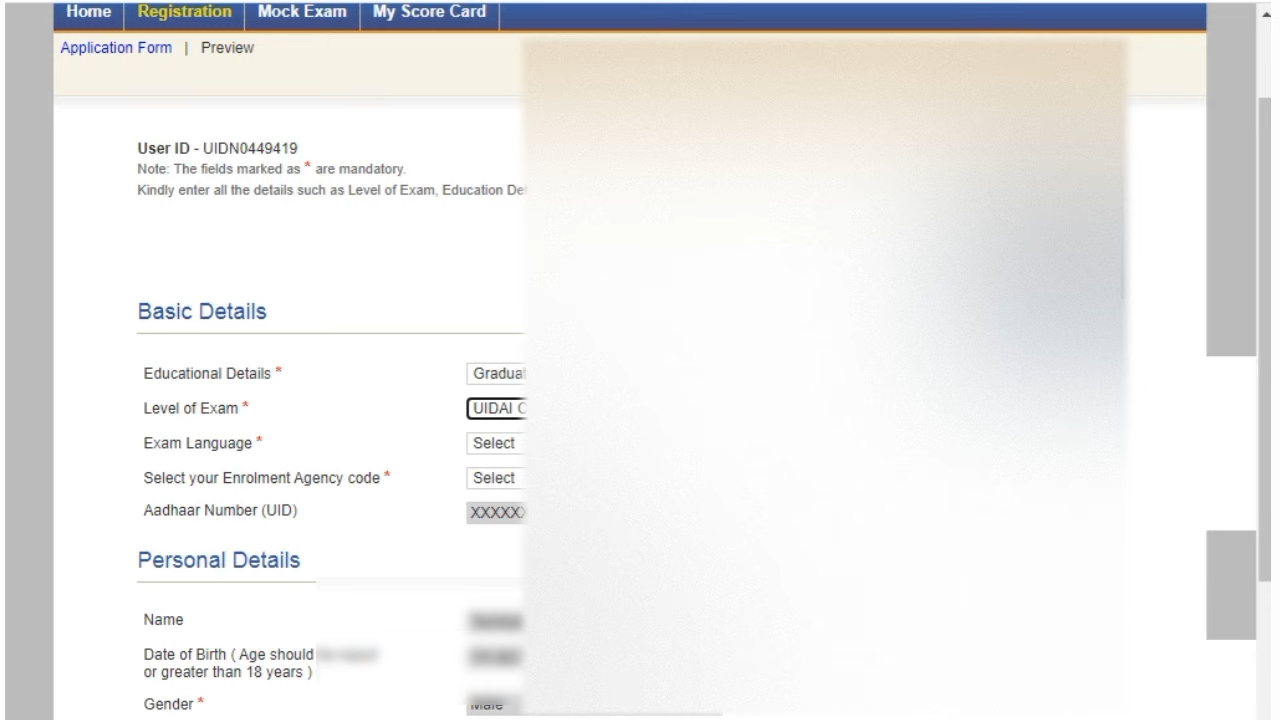 Home Registration Mock Exam My Score Card
Application Form | Preview
User ID - UIDN0449419
Note: The fields marked as * are mandatory.
Kindly enter all the details such as Level of Exam, Education
Basic Details
Educational Details *
Level of Exam * UIDAI
Exam Language * Select
Select your Enrolment Agency code * Select
Aadhaar Number (UID) XXXXXX
Personal Details
Name
Date of Birth ( Age should
or greater than 18 years )
Gender * Male